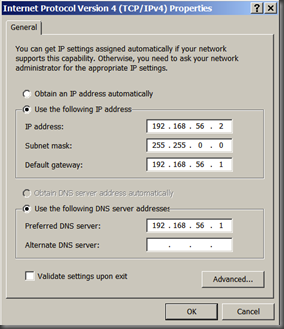 Internet Protocol Version 4 (TCP/IPv4) Properties
General
You can get IP settings assigned automatically if your network
supports this capability. Otherwise, you need to ask your network
administrator for the appropriate IP settings.
Obtain an IP address automatically
Use the following IP address
IP address: 192 . 168 . 56 . 2
Subnet mask: 255 . 255 . 0 . 0
Default gateway: 192 . 168 . 56 . 1
Obtain DNS server address automatically
Use the following DNS server addresse:
Preferred DNS server: 192 . 168 . 56 . 1
Alternate DNS server: . . .
Validate settings upon exit
Advanced...
OK Cancel